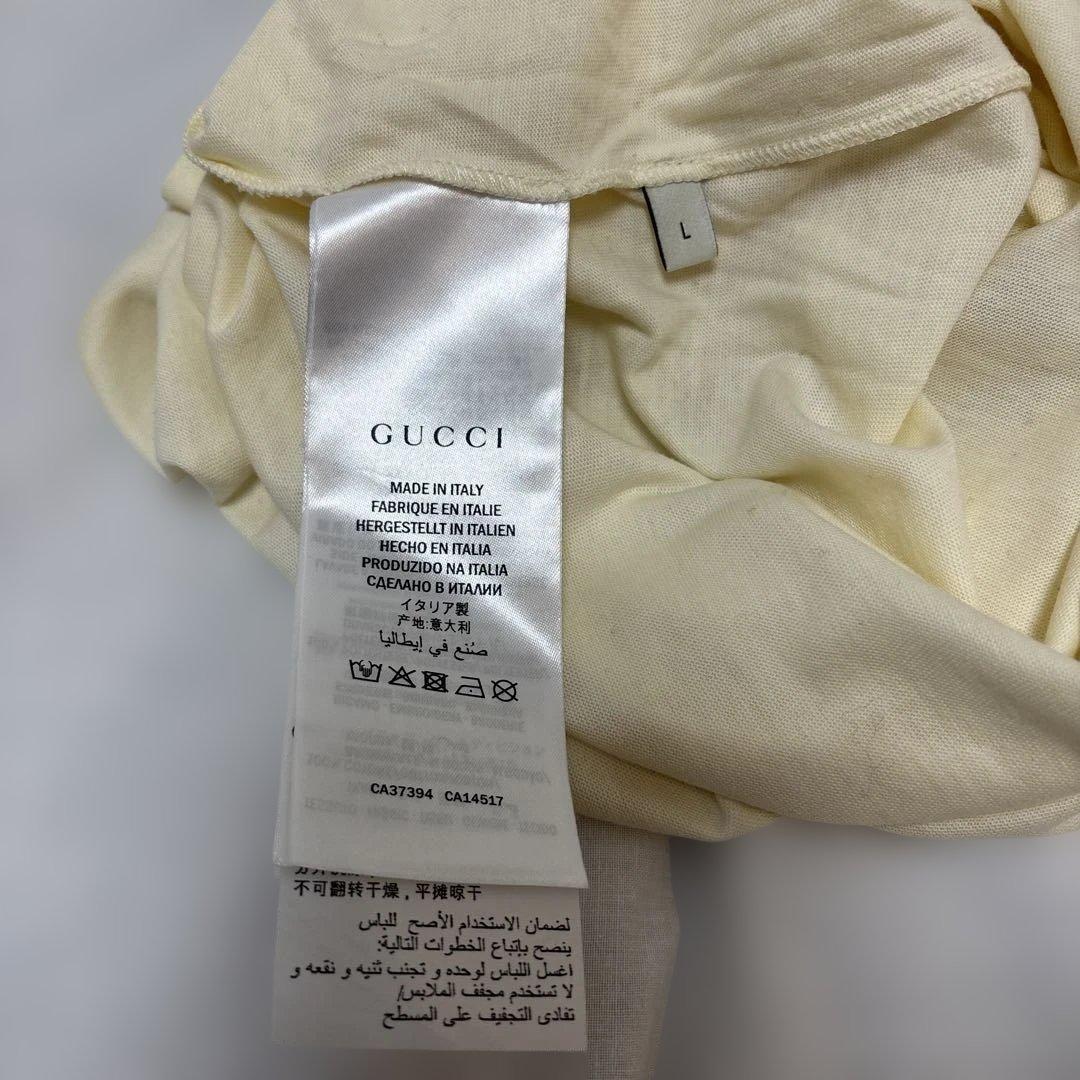 L
GUCCI
MADE IN ITALY
FABRIQUE EN ITALIE
HERGESTELLT IN ITALIEN
HECHO EN ITALIA
PRODUZIDO NA ITALIA
СДЕЛАНО В ИТАЛИИ
イタリア製
产地:意大利
صُنع في إيطاليا
CA37394 CA14517
不可翻转干燥，平摊晾干
لضمان الاستخدام الأصح للباس
ينصح بإتباع الخطوات التالية:
اغسل اللباس لوحده و تجنب ثنيه و نقعه و
لا تستخدم مجفف الملابس/
تفادى التجفيف على المسطح